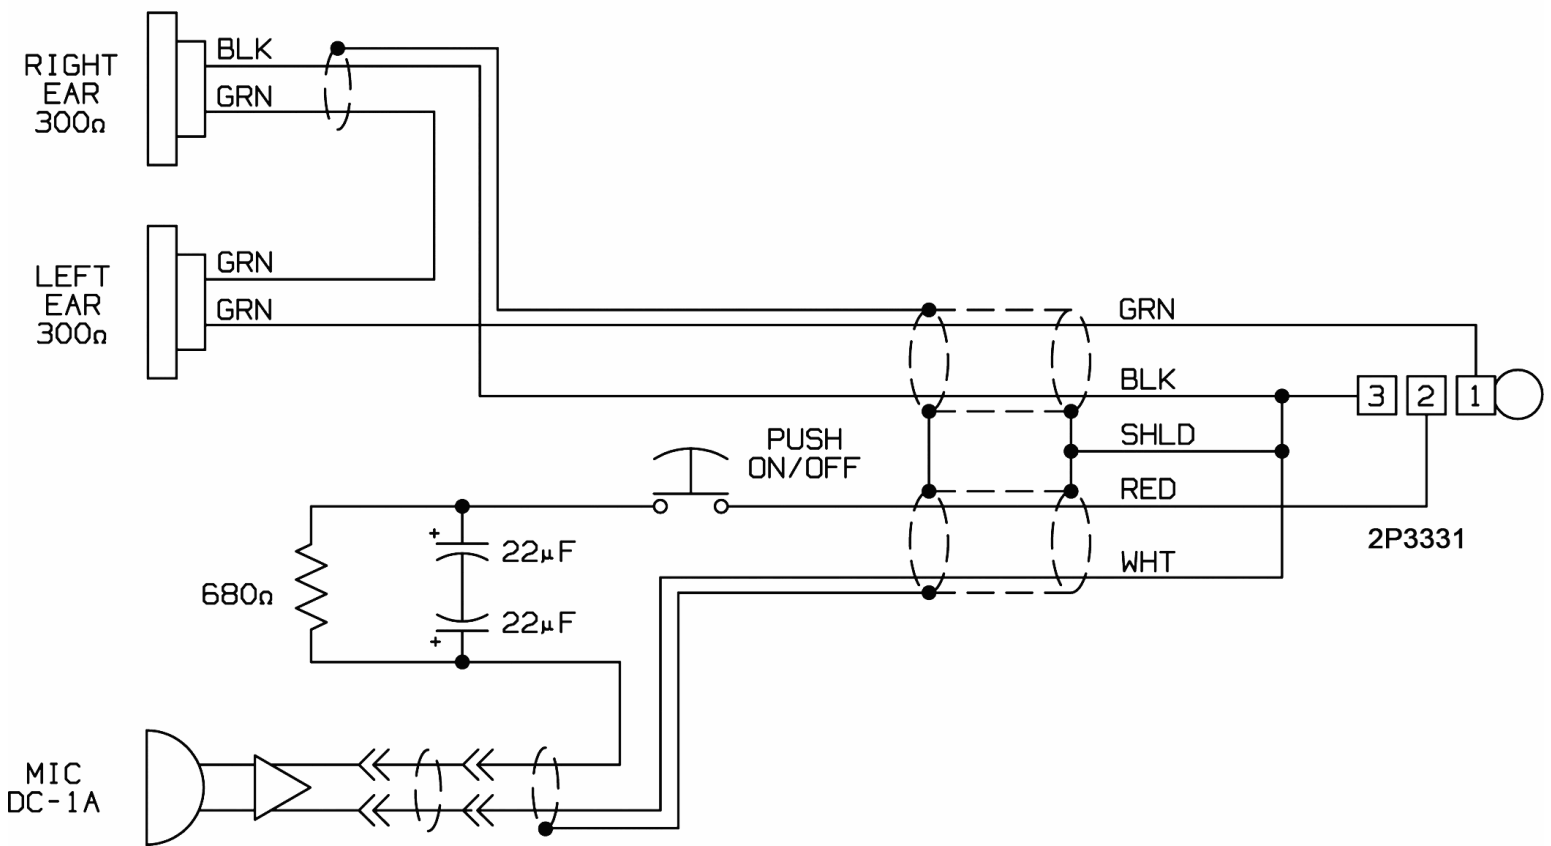 RIGHT
EAR
300Ω
BLK
GRN
LEFT
EAR
300Ω
GRN
GRN
GRN
BLK
3 2 1
SHLD
PUSH
ON/OFF
RED
2P3331
+
22µF
WHT
680Ω
22µF
+
MIC
DC-1A